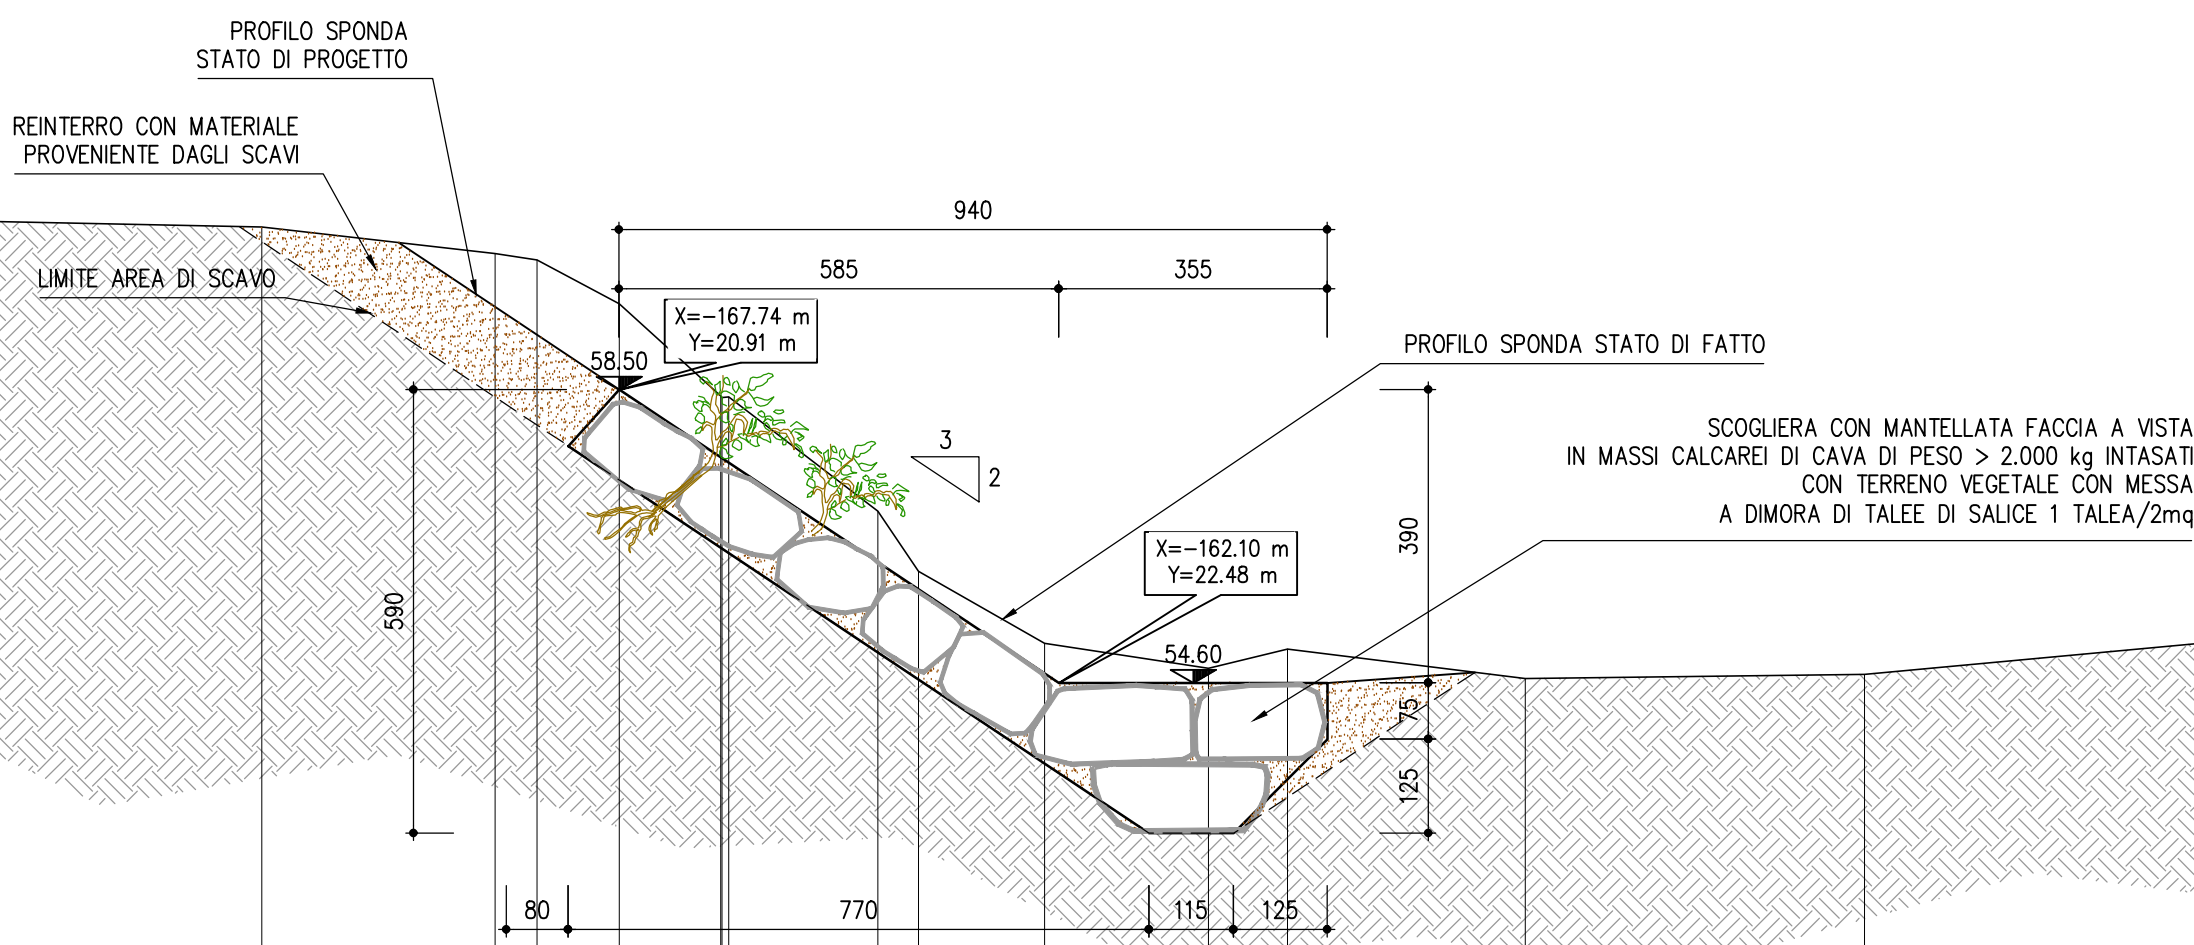 PROFILO SPONDA
STATO DI PROGETTO
REINTERRO CON MATERIALE
PROVENIENTE DAGLI SCAVI
LIMITE AREA DI SCAVO
940
585
355
X=-167.74 m
Y=20.91 m
58.50
PROFILO SPONDA STATO DI FATTO
SCOGLIERA CON MANTELLATA FACCIA A VISTA
IN MASSI CALCAREI DI CAVA DI PESO > 2.000 kg INTASATI
CON TERRENO VEGETALE CON MESSA
A DIMORA DI TALEE DI SALICE 1 TALEA/2mq
3
2
X=-162.10 m
Y=22.48 m
54.60
390
590
75
125
80
770
115
125